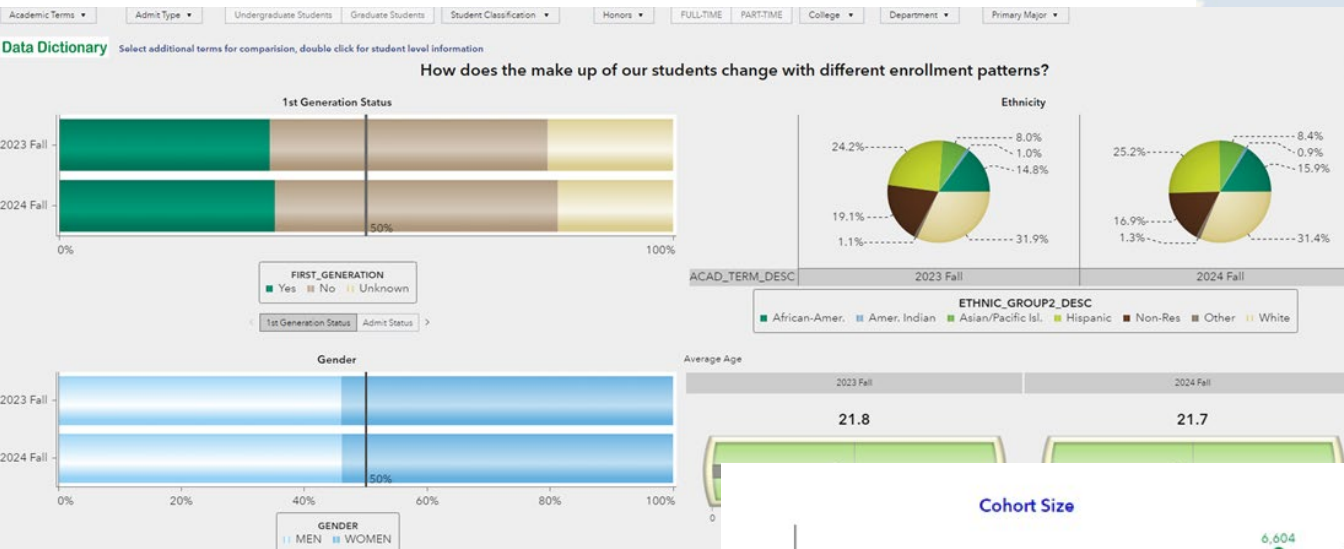 Academic Terms ▾ Admit Type ▾ Undergraduate Students Graduate Students Student Classification ▾ Honors ▾ FULL-TIME PART-TIME College ▾ Department ▾ Primary Major ▾
Data Dictionary Select additional terms for comparision, double click for student level information
How does the make up of our students change with different enrollment patterns?
1st Generation Status
2023 Fall
2024 Fall
50%
0% 100%
FIRST_GENERATION
Yes No Unknown
1st Generation Status Admit Status
Ethnicity
24.2% 8.0%
1.0%
14.8%
19.1%
1.1% 31.9%
25.2% 8.4%
0.9%
15.9%
16.9%
1.3% 31.4%
ACAD_TERM_DESC 2023 Fall 2024 Fall
ETHNIC_GROUP2_DESC
African-Amer. Amer. Indian Asian/Pacific Isl. Hispanic Non-Res Other White
Gender
2023 Fall
2024 Fall
50%
0% 20% 40% 60% 80% 100%
GENDER
MEN WOMEN
Average Age
2023 Fall 2024 Fall
21.8 21.7
0
Cohort Size
6,604